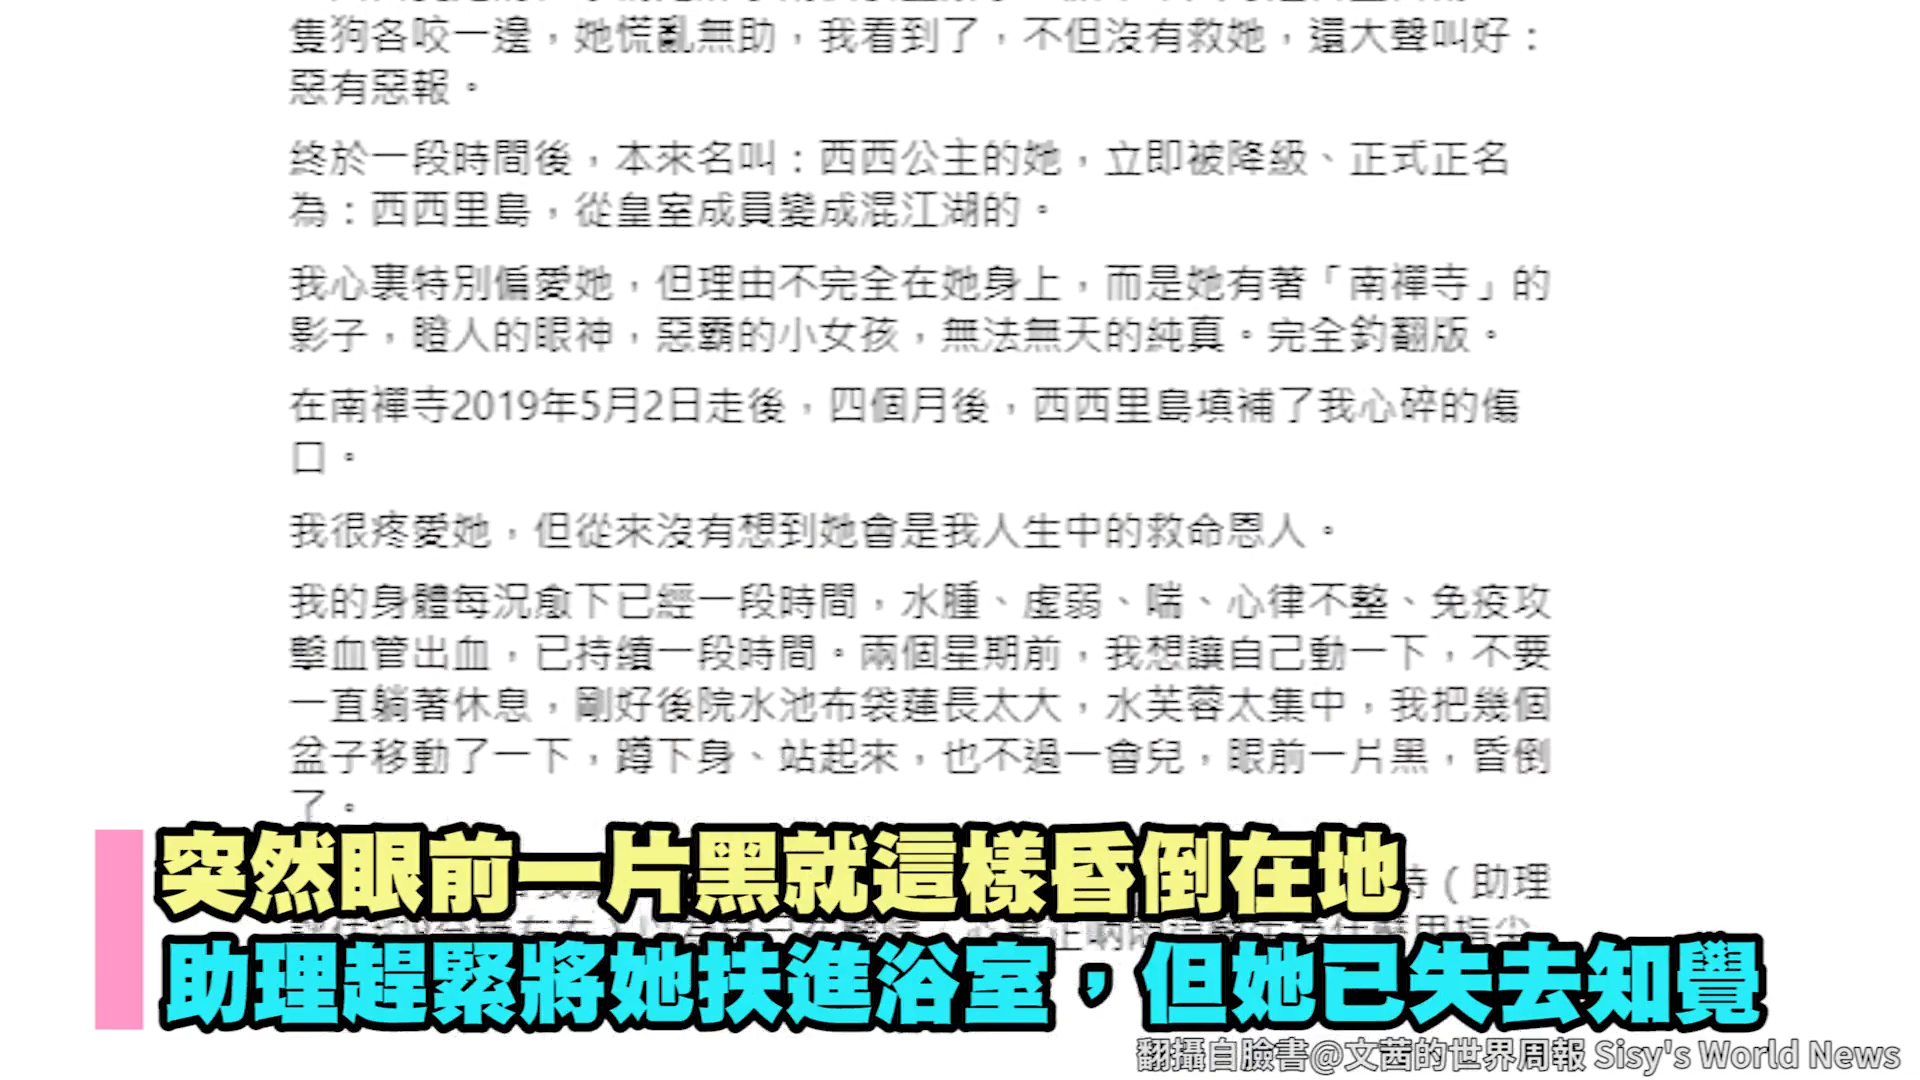 隻狗各咬一邊，她慌亂無助，我看到了，不但沒有救她，還大聲叫好：
惡有惡報。
終於一段時間後，本來名叫：西西公主的她，立即被降級、正式正名
為：西西里島，從皇室成員變成混江湖的。
我心裏特別偏愛她，但理由不完全在她身上，而是她有著「南禪寺」的
影子，瞪人的眼神，惡霸的小女孩，無法無天的純真。完全釣翻版。
在南禪寺2019年5月2日走後，四個月後，西西里島填補了我心碎的傷
口。
我很疼愛她，但從來沒有想到她會是我人生中的救命恩人。
我的身體每況愈下已經一段時間，水腫、虛弱、喘、心律不整、免疫攻
擊血管出血，已持續一段時間。兩個星期前，我想讓自己動一下，不要
一直躺著休息，剛好後院水池布袋蓮長太大，水芙蓉太集中，我把幾個
盆子移動了一下，蹲下身、站起來，也不過一會兒，眼前一片黑，昏倒
了。
突然眼前一片黑就這樣昏倒在地
（助理
助理趕緊將她扶進浴室，但她已失去知覺
翻攝自臉書@文茜的世界周報 Sisy's World News